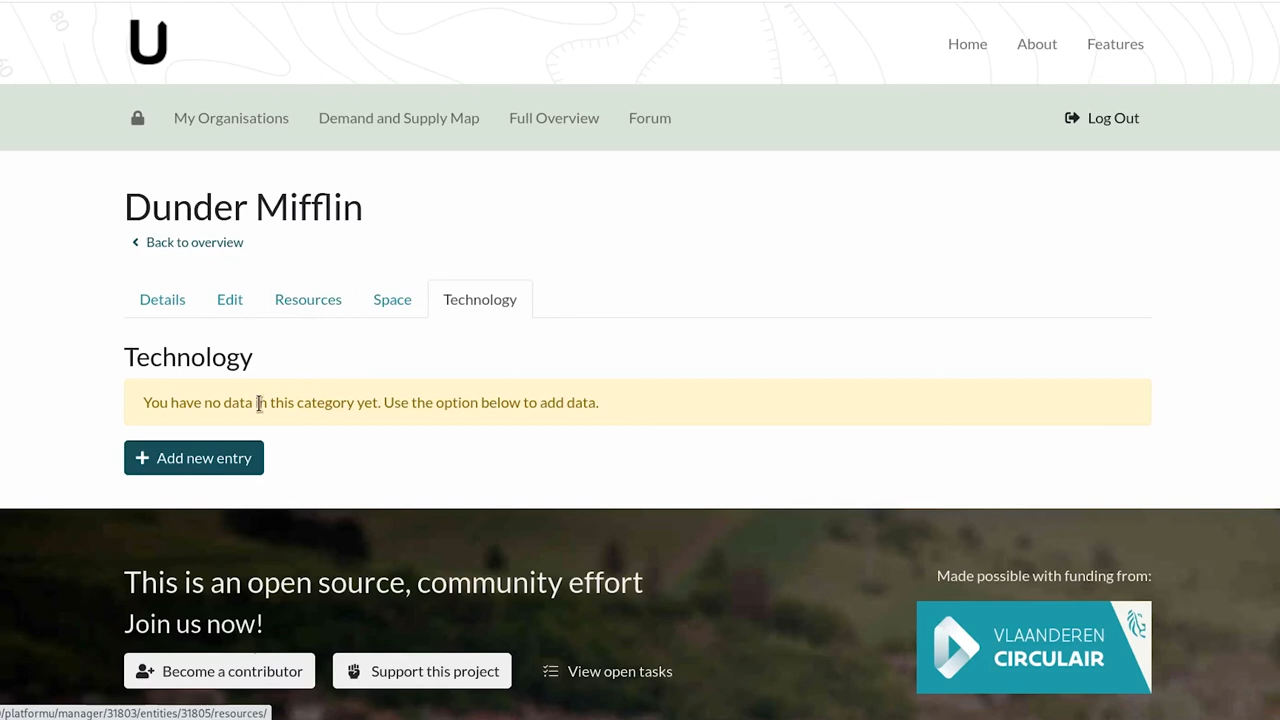 80
60
U
Home About Features
My Organisations Demand and Supply Map Full Overview Forum Log Out
Dunder Mifflin
Back to overview
Details Edit Resources Space Technology
Technology
You have no data in this category yet. Use the option below to add data.
Add new entry
This is an open source, community effort
Made possible with funding from:
Join us now!
VLAANDEREN
CIRCULAIR
Become a contributor Support this project View open tasks
/platformu/manager/31803/entities/31805/resources/